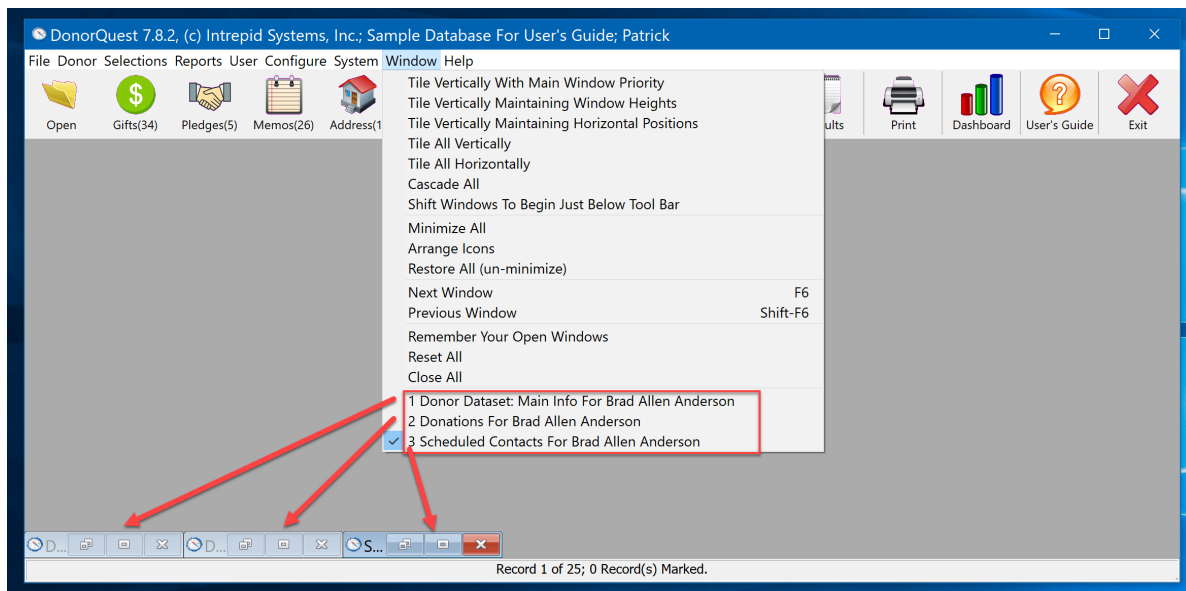 DonorQuest 7.8.2, (c) Intrepid Systems, Inc.; Sample Database For User's Guide; Patrick
File Donor Selections Reports User Configure System Window Help
Open Gifts(34) Pledges(5) Memos(26) Address(1 ults Print Dashboard User's Guide Exit
Tile Vertically With Main Window Priority
Tile Vertically Maintaining Window Heights
Tile Vertically Maintaining Horizontal Positions
Tile All Vertically
Tile All Horizontally
Cascade All
Shift Windows To Begin Just Below Tool Bar
Minimize All
Arrange Icons
Restore All (un-minimize)
Next Window F6
Previous Window Shift-F6
Remember Your Open Windows
Reset All
Close All
1 Donor Dataset: Main Info For Brad Allen Anderson
2 Donations For Brad Allen Anderson
3 Scheduled Contacts For Brad Allen Anderson
D... D... S...
Record 1 of 25; 0 Record(s) Marked.